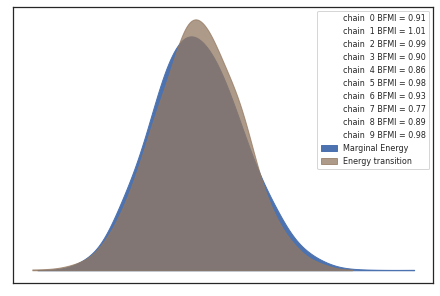 chain  0 BFMI = 0.91
chain  1 BFMI = 1.01
chain  2 BFMI = 0.99
chain  3 BFMI = 0.90
chain  4 BFMI = 0.86
chain  5 BFMI = 0.98
chain  6 BFMI = 0.93
chain  7 BFMI = 0.77
chain  8 BFMI = 0.89
chain  9 BFMI = 0.98
Marginal Energy
Energy transition